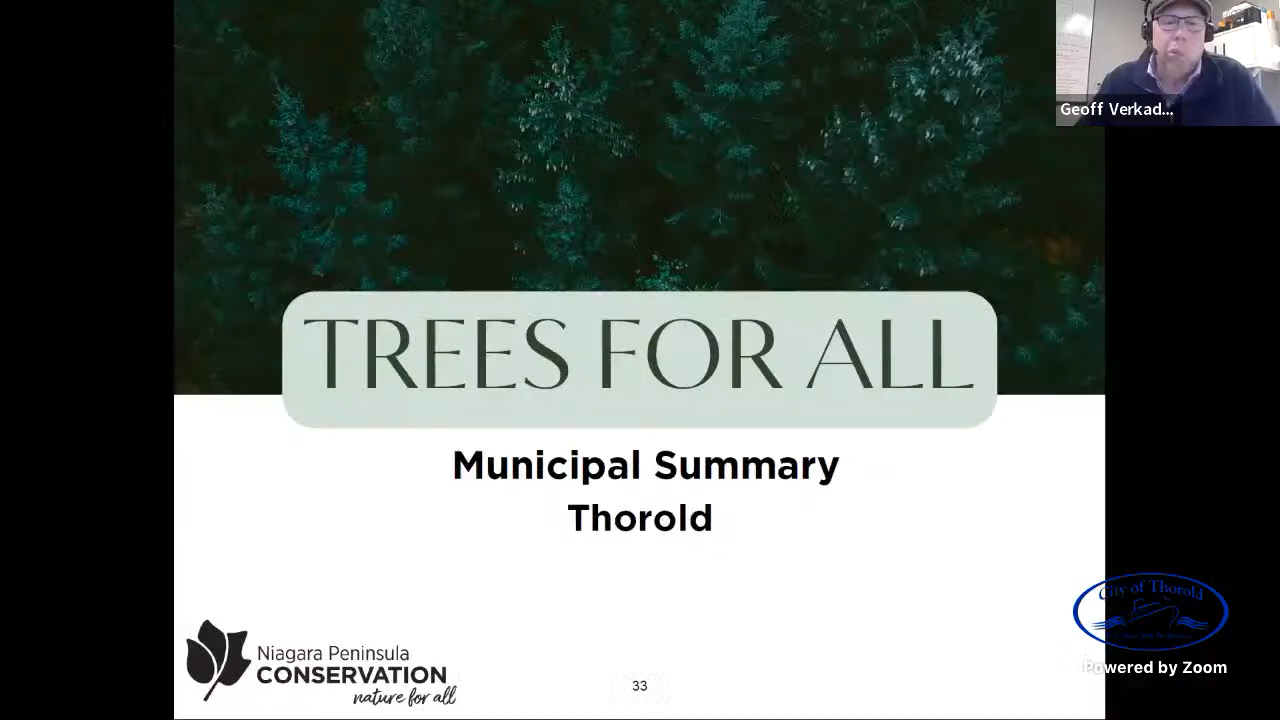 Geoff Verkad...
TREES FOR ALL
Municipal Summary
Thorold
Niagara Peninsula
CONSERVATION
nature for all
33
City of Thorold
Powered by Zoom